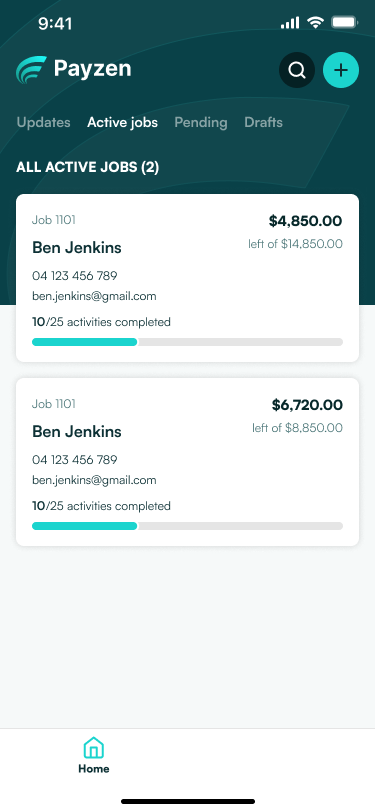 9:41
Payzen
Updates Active jobs Pending Drafts
ALL ACTIVE JOBS (2)
Job 1101 $4,850.00
Ben Jenkins left of $14,850.00
04 123 456 789
ben.jenkins@gmail.com
10/25 activities completed
Job 1101 $6,720.00
Ben Jenkins left of $8,850.00
04 123 456 789
ben.jenkins@gmail.com
10/25 activities completed
Home